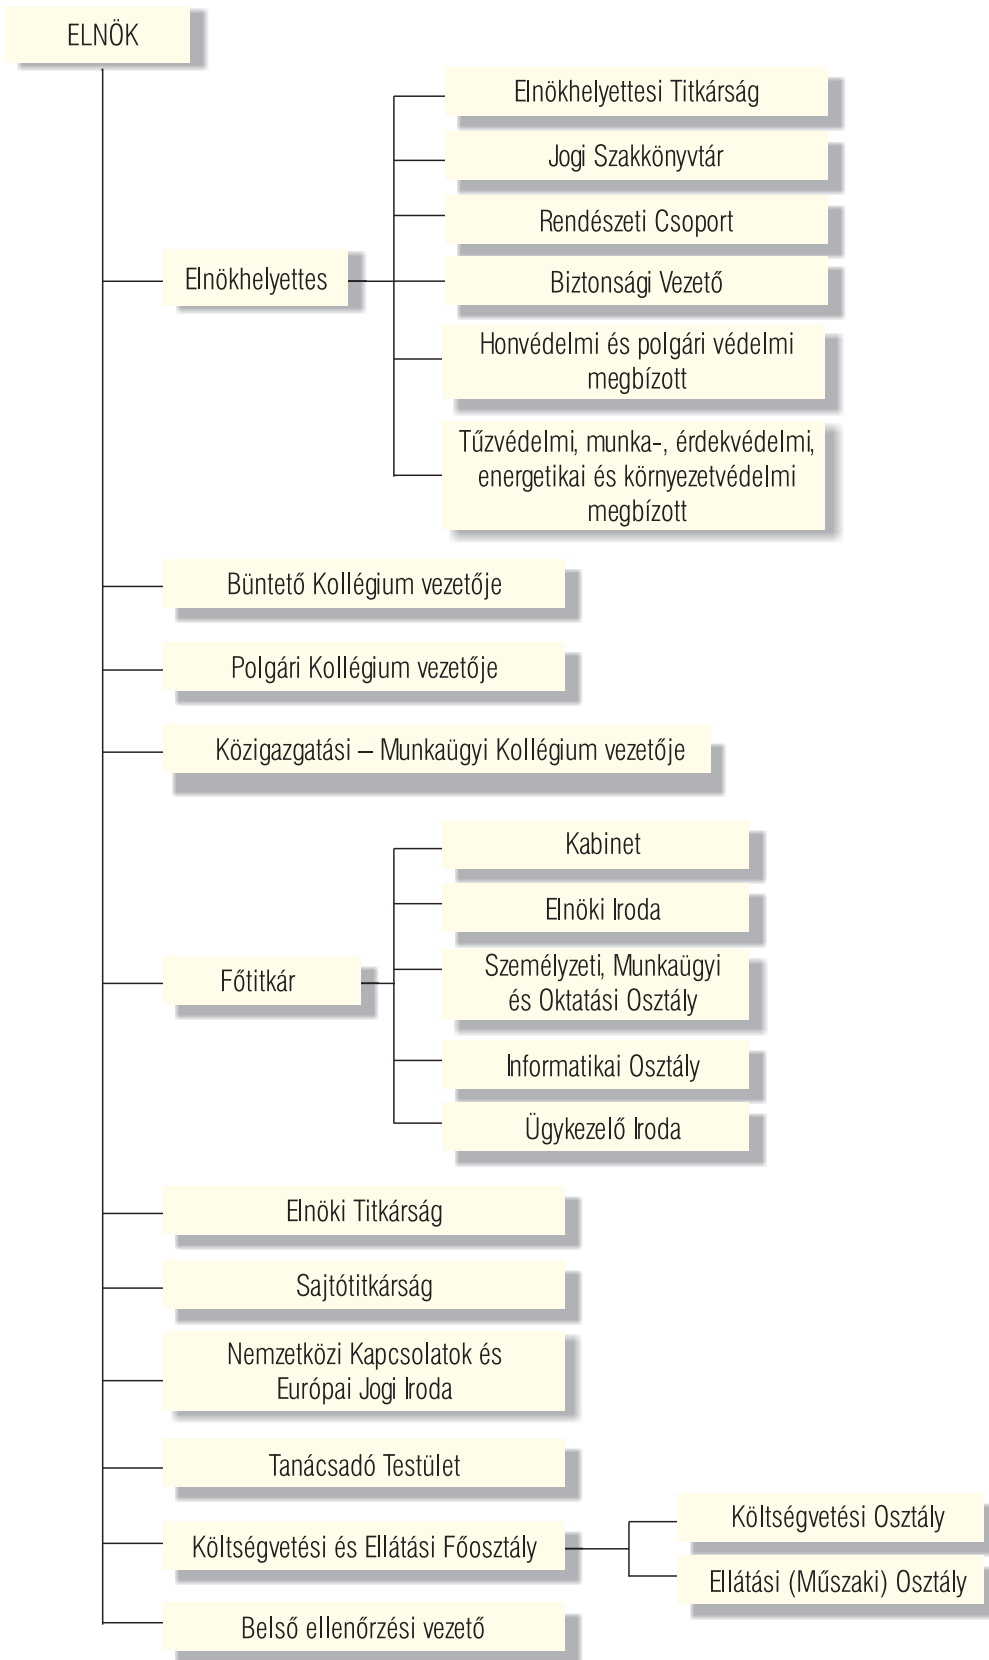 ELNÖK
Elnökhelyettesi Titkárság
Jogi Szakkönyvtár
Rendészeti Csoport
Elnökhelyettes
Biztonsági Vezető
Honvédelmi és polgári védelmi
megbízott
Tűzvédelmi, munka-, érdekvédelmi,
energetikai és környezetvédelmi
megbízott
Büntető Kollégium vezetője
Polgári Kollégium vezetője
Közigazgatási – Munkaügyi Kollégium vezetője
Kabinet
Elnöki Iroda
Főtitkár
Személyzeti, Munkaügyi
és Oktatási Osztály
Informatikai Osztály
Ügykezelő Iroda
Elnöki Titkárság
Sajtótitkárság
Nemzetközi Kapcsolatok és
Európai Jogi Iroda
Tanácsadó Testület
Költségvetési és Ellátási Főosztály
Költségvetési Osztály
Ellátási (Műszaki) Osztály
Belső ellenőrzési vezető